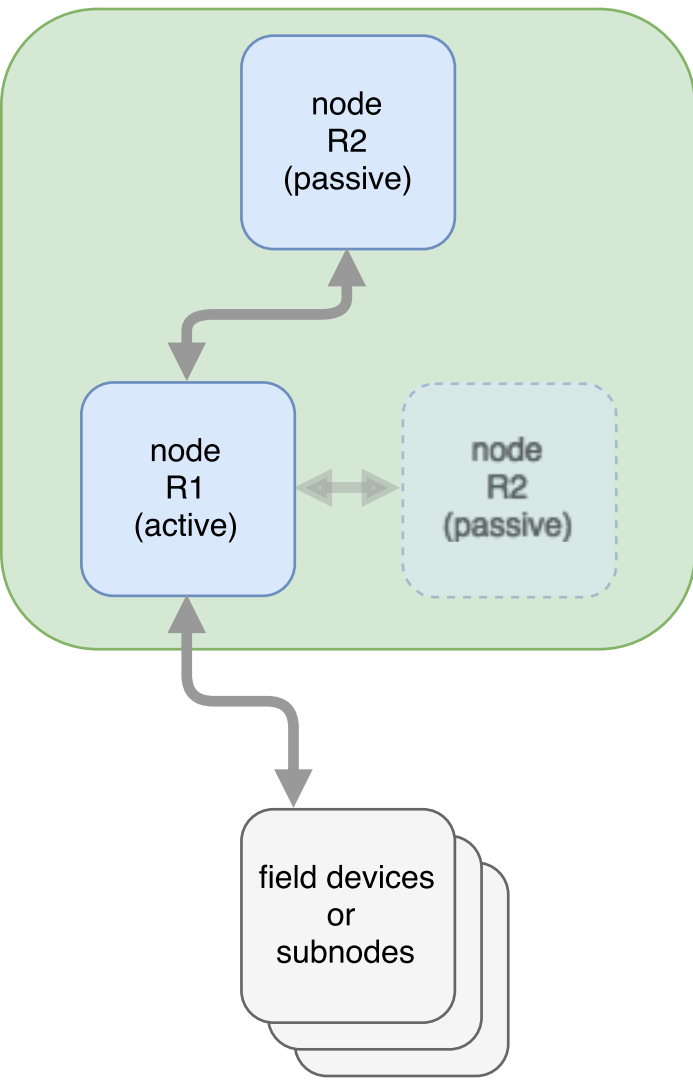 node
R2
(passive)
node
R1
(active)
node
R2
(passive)
field devices
or
subnodes